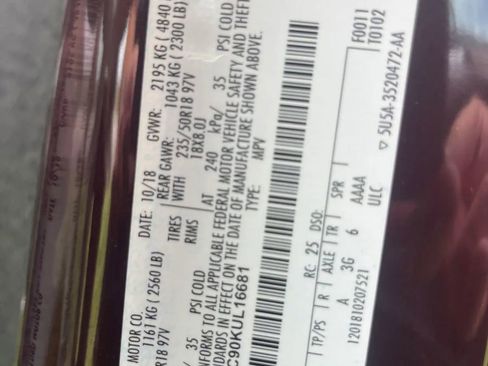 MOTOR CO.
DATE: 10/18 GVWR: 2195 KG ( 4840
1161 KG ( 2560 LB) REAR GAWR: 1043 KG ( 2300 LB)
TIRES WITH 235/50R18 97V
R18 97V RIMS 18X8.0J
/ 35 PSI COLD AT 240 kPa/ 35 PSI COLD
NFORMS TO ALL APPLICABLE FEDERAL MOTOR VEHICLE SAFETY AND THEFT
NDARDS IN EFFECT ON THE DATE OF MANUFACTURE SHOWN ABOVE.
C90KUL16681 TYPE: MPV
F0011
T0102
RC: 25 DSO:
TP/PS R AXLE TR SPR
A 3G 6 AAAA
1201810207521 ULC
5U5A-3520472-AA